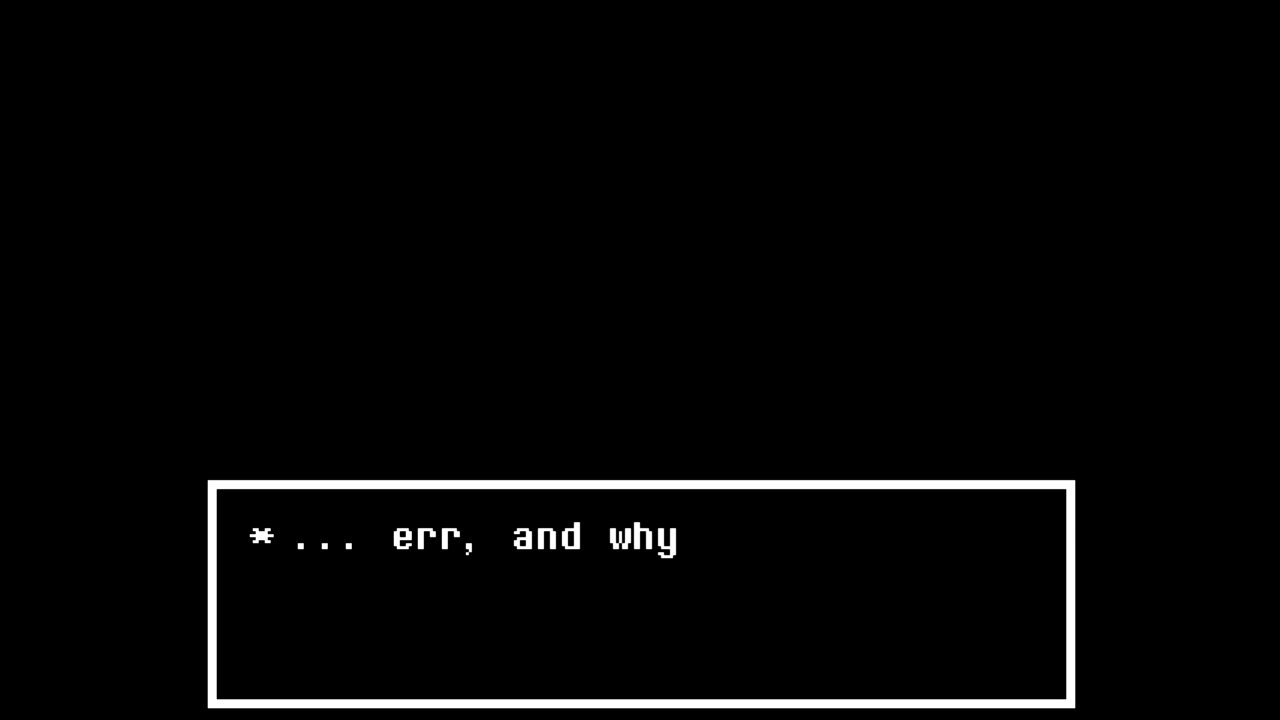 * ... err, and why